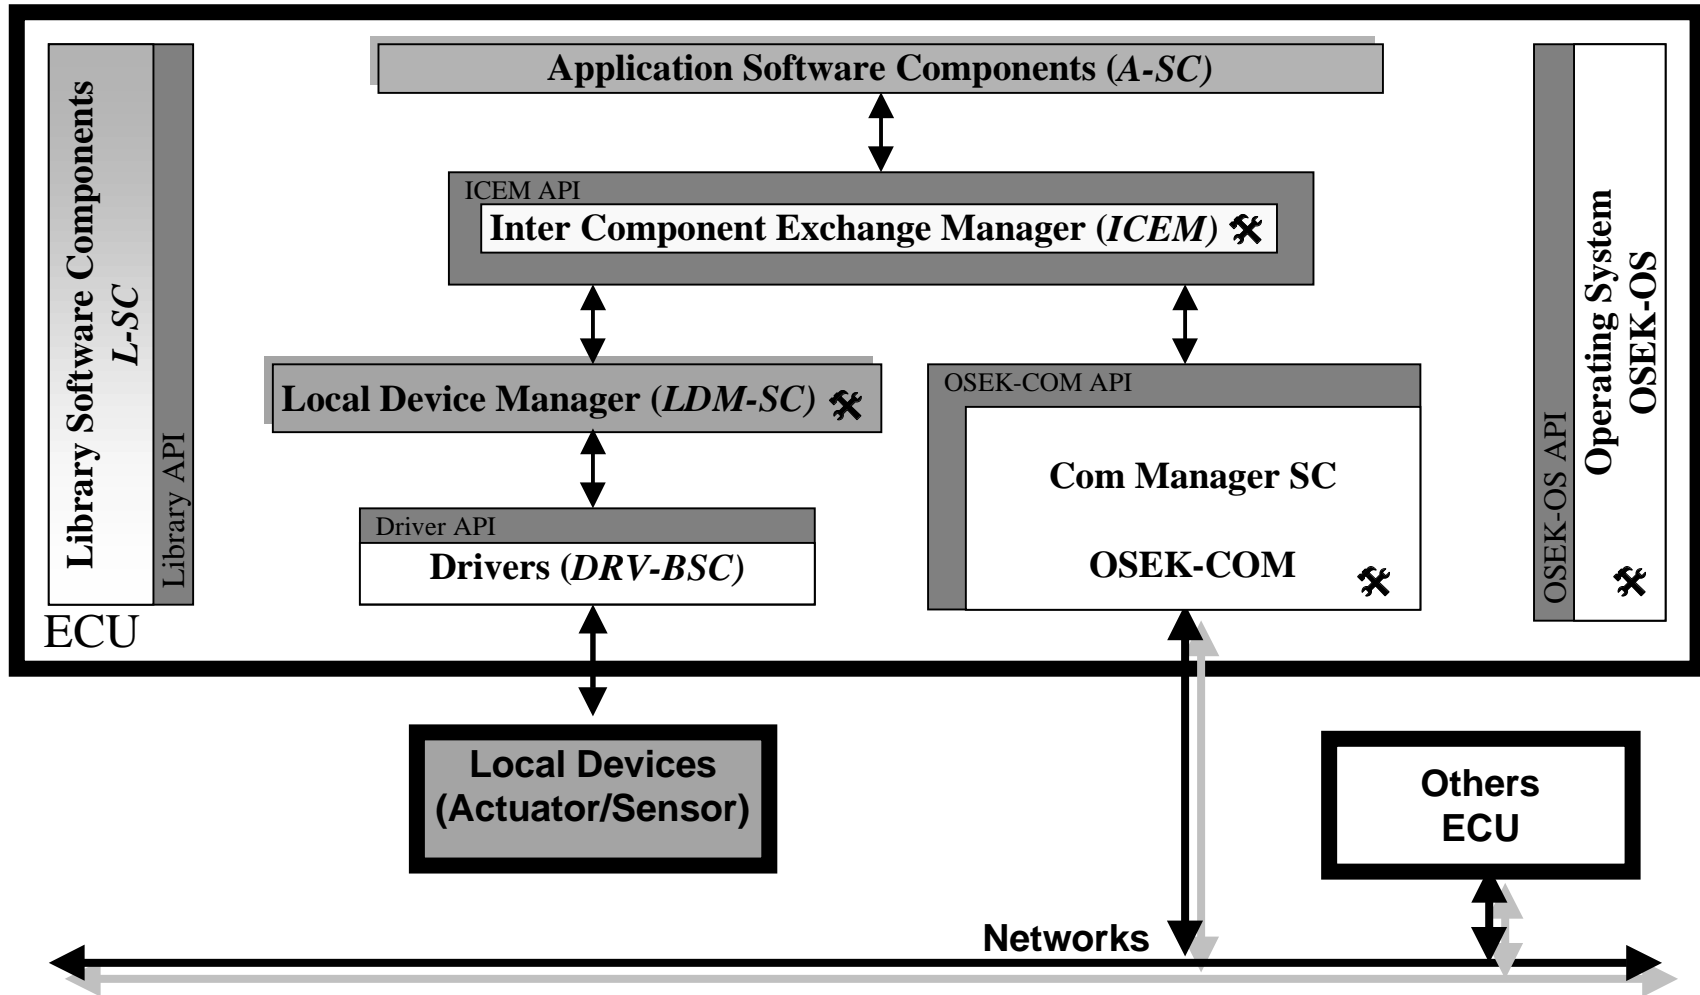 Application Software Components (A-SC)
Library Software Components
L-SC
Library API
ICEM API
Inter Component Exchange Manager (ICEM)
Operating System
OSEK-OS
OSEK-OS API
Local Device Manager (LDM-SC)
OSEK-COM API
Com Manager SC
OSEK-COM
Driver API
Drivers (DRV-BSC)
ECU
Local Devices
(Actuator/Sensor)
Others
ECU
Networks